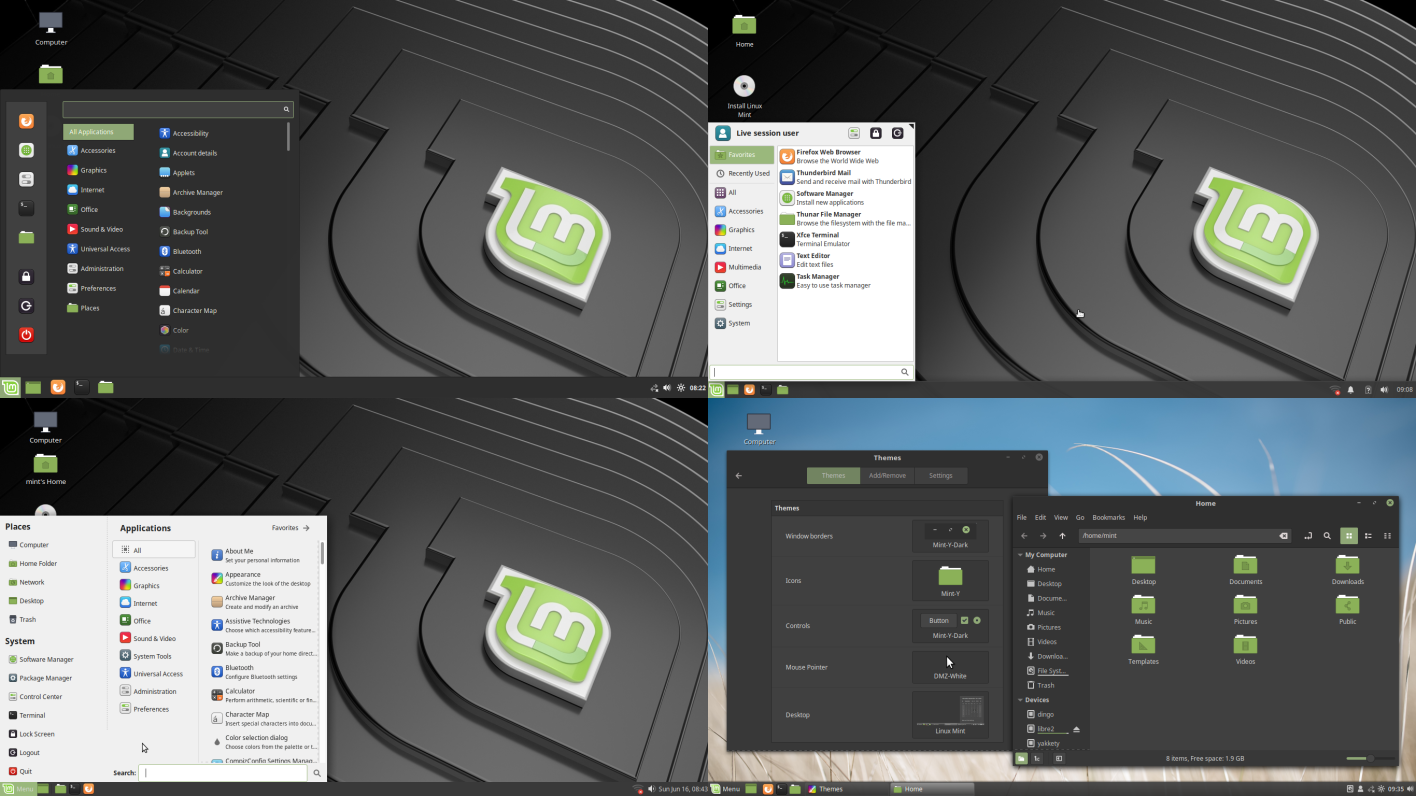 Computer
All Applications
Accessories
Graphics
Internet
Office
Sound & Video
Universal Access
Administration
Preferences
Places
Accessibility
Account details
Applets
Archive Manager
Backgrounds
Backup Tool
Bluetooth
Calculator
Calendar
Character Map
Color
08:22
Home
Install Linux
Mint
Live session user
Favorites
Recently Used
All
Accessories
Graphics
Internet
Multimedia
Office
Settings
System
Firefox Web Browser
Browse the World Wide Web
Thunderbird Mail
Send and receive mail with Thunderbird
Software Manager
Install new applications
Thunar File Manager
Browse the filesystem with the file ma...
Xfce Terminal
Terminal Emulator
Text Editor
Edit text files
Task Manager
Easy to use task manager
09:08
Computer
mint's Home
Places
Computer
Home Folder
Network
Desktop
Trash
System
Software Manager
Package Manager
Control Center
Terminal
Lock Screen
Logout
Quit
Applications
Favorites
All
Accessories
Graphics
Internet
Office
Sound & Video
System Tools
Universal Access
Administration
Preferences
About Me
Set your personal information
Appearance
Customize the look of the desktop
Archive Manager
Create and modify an archive
Assistive Technologies
Choose which accessibility feature...
Backup Tool
Make a backup of your home direct...
Bluetooth
Configure Bluetooth settings
Calculator
Perform arithmetic, scientific or fin...
Character Map
Insert special characters into docu...
Color selection dialog
Choose colors from the palette or t...
CompizConfig Settings Manag...
Search:
Menu
Sun Jun 16, 08:43
Computer
Themes
Themes
Add/Remove
Settings
Themes
Window borders
Mint-Y-Dark
Icons
Mint-Y
Controls
Button
Mint-Y-Dark
Mouse Pointer
DMZ-White
Desktop
Linux Mint
Home
File Edit View Go Bookmarks Help
/home/mint
My Computer
Home
Desktop
Docume...
Music
Pictures
Videos
Downloa...
File Syst...
Trash
Devices
dingo
libre2
yakkety
Desktop
Documents
Downloads
Music
Pictures
Public
Templates
Videos
8 items, Free space: 1.9 GB
Menu
Themes
Home
09:35